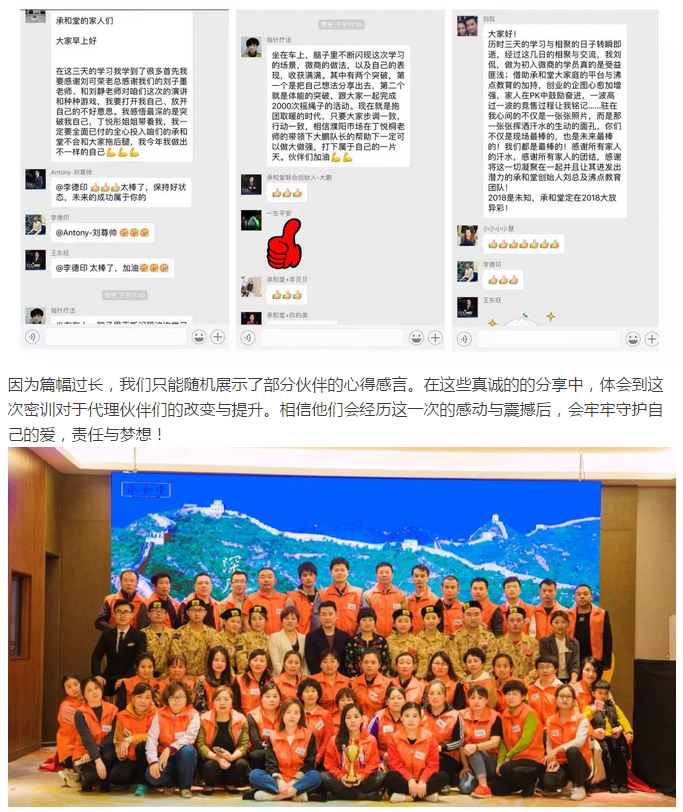 承和堂的家人们
大家早上好
在这三天的学习我学到了很多首先我
要感谢刘可荣老总感谢我们的刘子墨
老师、和刘静老师对咱们这次的演讲
和种种游戏，我要打开我自己、放开
自己的不好意思。我感悟最深的是突
破我自己，丁悦彤姐姐带着我，我一
定要全面已付的全心投入咱们的承和
堂不会和大家拖后腿，我今年我做出
不一样的自己💪💪💪
Antony-刘尊帅
@李德印 👍👍👍太棒了，保持好状
态，未来的成功属于你的
李德印
@Antony-刘尊帅 ✊✊✊
王东旺
@李德印 太棒了，加油✊✊✊
昨天 下午11:10
指针疗法
昨天 下午11:10
指针疗法
坐在车上，脑子里不断闪现这次学习
的场景，微商的做法，以及自己的表
现，收获满满，其中有两个突破，第
一个是把自己想法分享出去，第二个
就是体能的突破，跟大家一起完成
2000次摇绳子的活动。现在就是抱
团取暖的时代，只要大家步调一致，
行动一致，相信濮阳市场在丁悦桐老
师的带领下大鹏队长的帮助下一定可
以做大做强，打下属于自己的一片
天，伙伴们加油💪💪💪
承和堂联合创始人-大鹏
👍👍👍
一生平安
承和堂+李贝贝
👍👍👍
承和堂+你的美
刘侃
大家好！
历时三天的学习与相聚的日子转瞬即
逝，经过这几日的相聚与交流，我刘
侃，做为初入微商的学员真的是受益
匪浅：借助承和堂大家庭的平台与沸
点教育的加持，创业的企图心愈加增
强，家人在PK中鼓励奋进，一波高
过一波的竞售过程让我铭记……驻在
我心间的不仅是一张张照片，而是那
一张张挥洒汗水的生动的面孔，你们
不仅是现场最棒的，也是未来最棒
的！我们都是最棒的！感谢所有家人
的汗水，感谢所有家人的团结，感谢
将这一切凝聚在一起并且让其迸发出
潜力的承和堂创始人刘总及沸点教育
团队！
2018是未知，承和堂定在2018大放
异彩！
小小小小慧
👍👍👍👍👍👍👍
李德印
👍👍👍
王东旺
因为篇幅过长，我们只能随机展示了部分伙伴的心得感言。在这些真诚的的分享中，体会到这
次密训对于代理伙伴们的改变与提升。相信他们会经历这一次的感动与震撼后，会牢牢守护自
己的爱，责任与梦想！